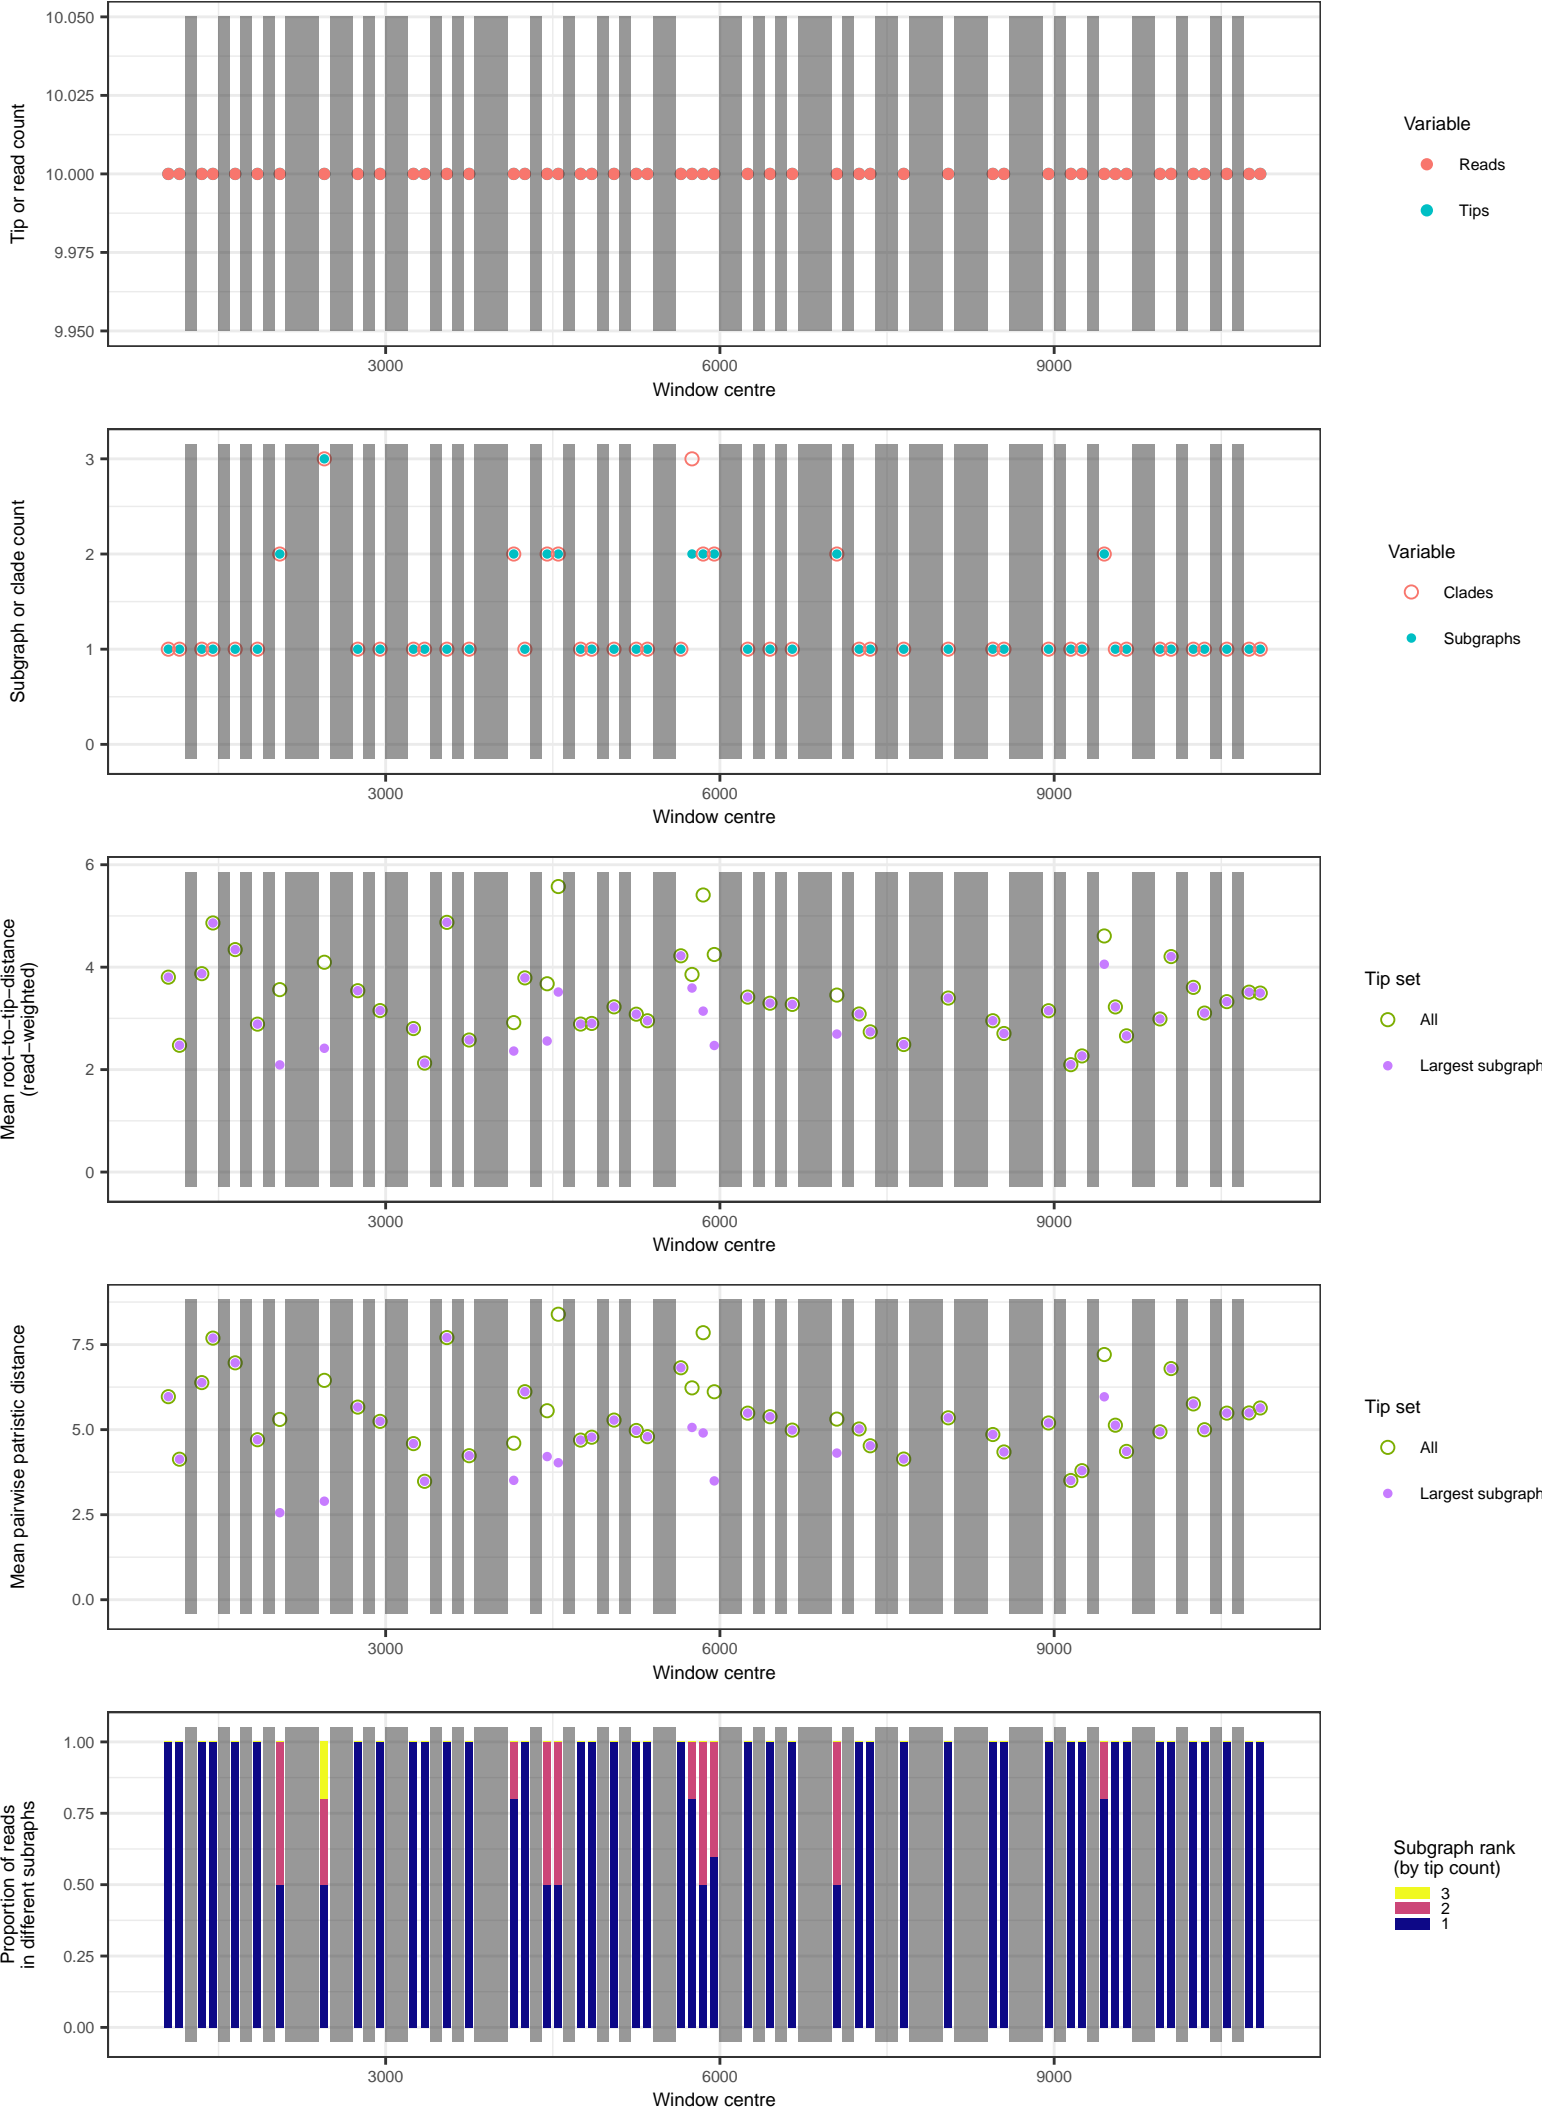 10.050
10.025
10.000
9.975
9.950
Tip or read count
3000
6000
9000
Window centre
Variable
Reads
Tips
3
2
1
0
Subgraph or clade count
3000
6000
9000
Window centre
Variable
Clades
Subgraphs
6
4
2
0
Mean root−to−tip−distance
(read−weighted)
3000
6000
9000
Window centre
Tip set
All
Largest subgraph
7.5
5.0
2.5
0.0
Mean pairwise patristic distance
3000
6000
9000
Window centre
Tip set
All
Largest subgraph
1.00
0.75
0.50
0.25
0.00
Proportion of reads
in different subraphs
3000
6000
9000
Window centre
Subgraph rank
(by tip count)
3
2
1